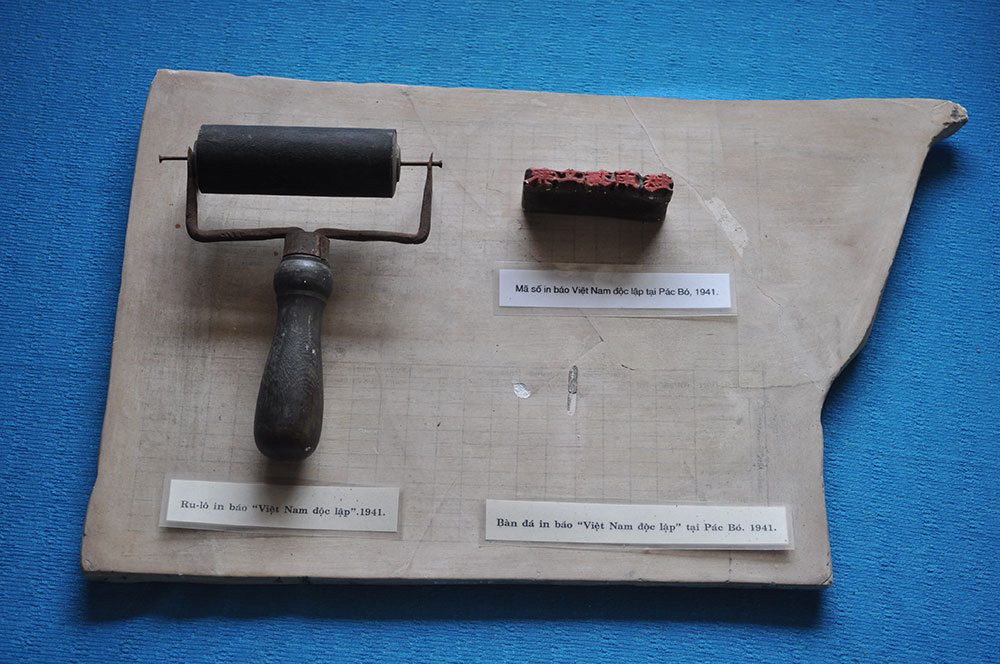 Mã số in báo Việt Nam độc lập tại Pác Bó, 1941.
Ru-lô in báo “Việt Nam độc lập”.1941.
Bàn đá in báo “Việt Nam độc lập” tại Pác Bó. 1941.